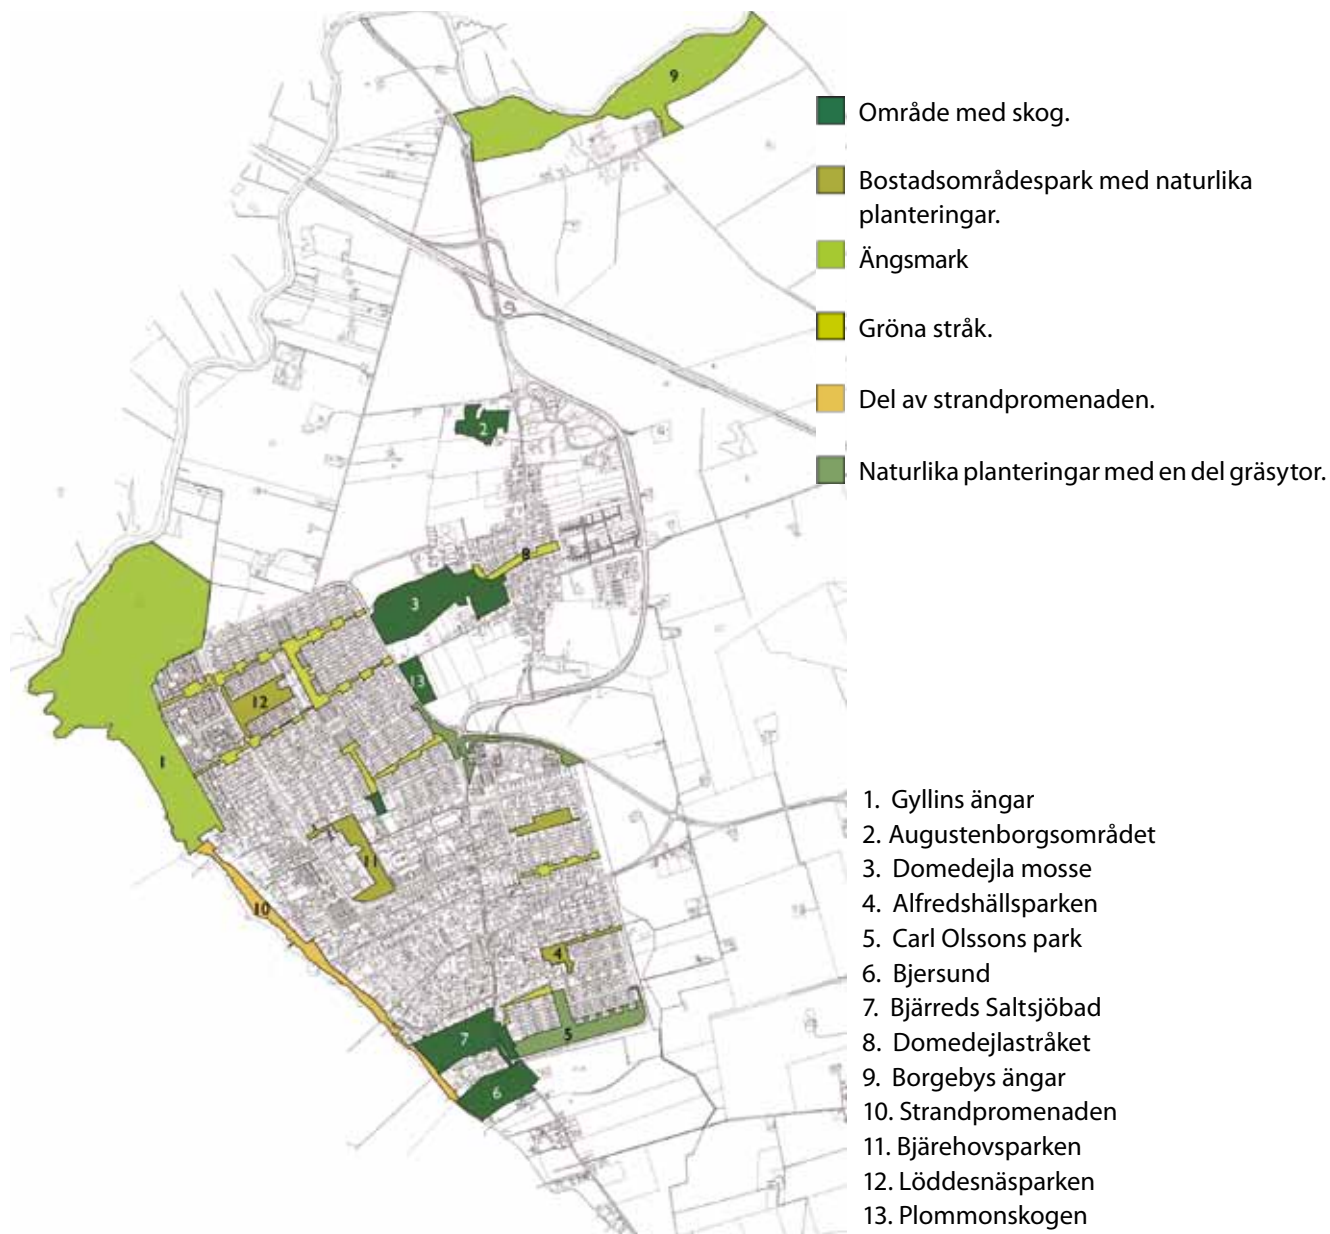 9
Område med skog.
Bostadsområdespark med naturlika
planteringar.
Ängsmark
Gröna stråk.
Del av strandpromenaden.
2
Naturlika planteringar med en del gräsytor.
8
3
13
12
1
11
10
4
5
7
6
1. Gyllins ängar
2. Augustenborgsområdet
3. Domedejla mosse
4. Alfredshällsparken
5. Carl Olssons park
6. Bjersund
7. Bjärreds Saltsjöbad
8. Domedejlastråket
9. Borgebys ängar
10. Strandpromenaden
11. Bjärehovsparken
12. Löddesnäsparken
13. Plommonskogen